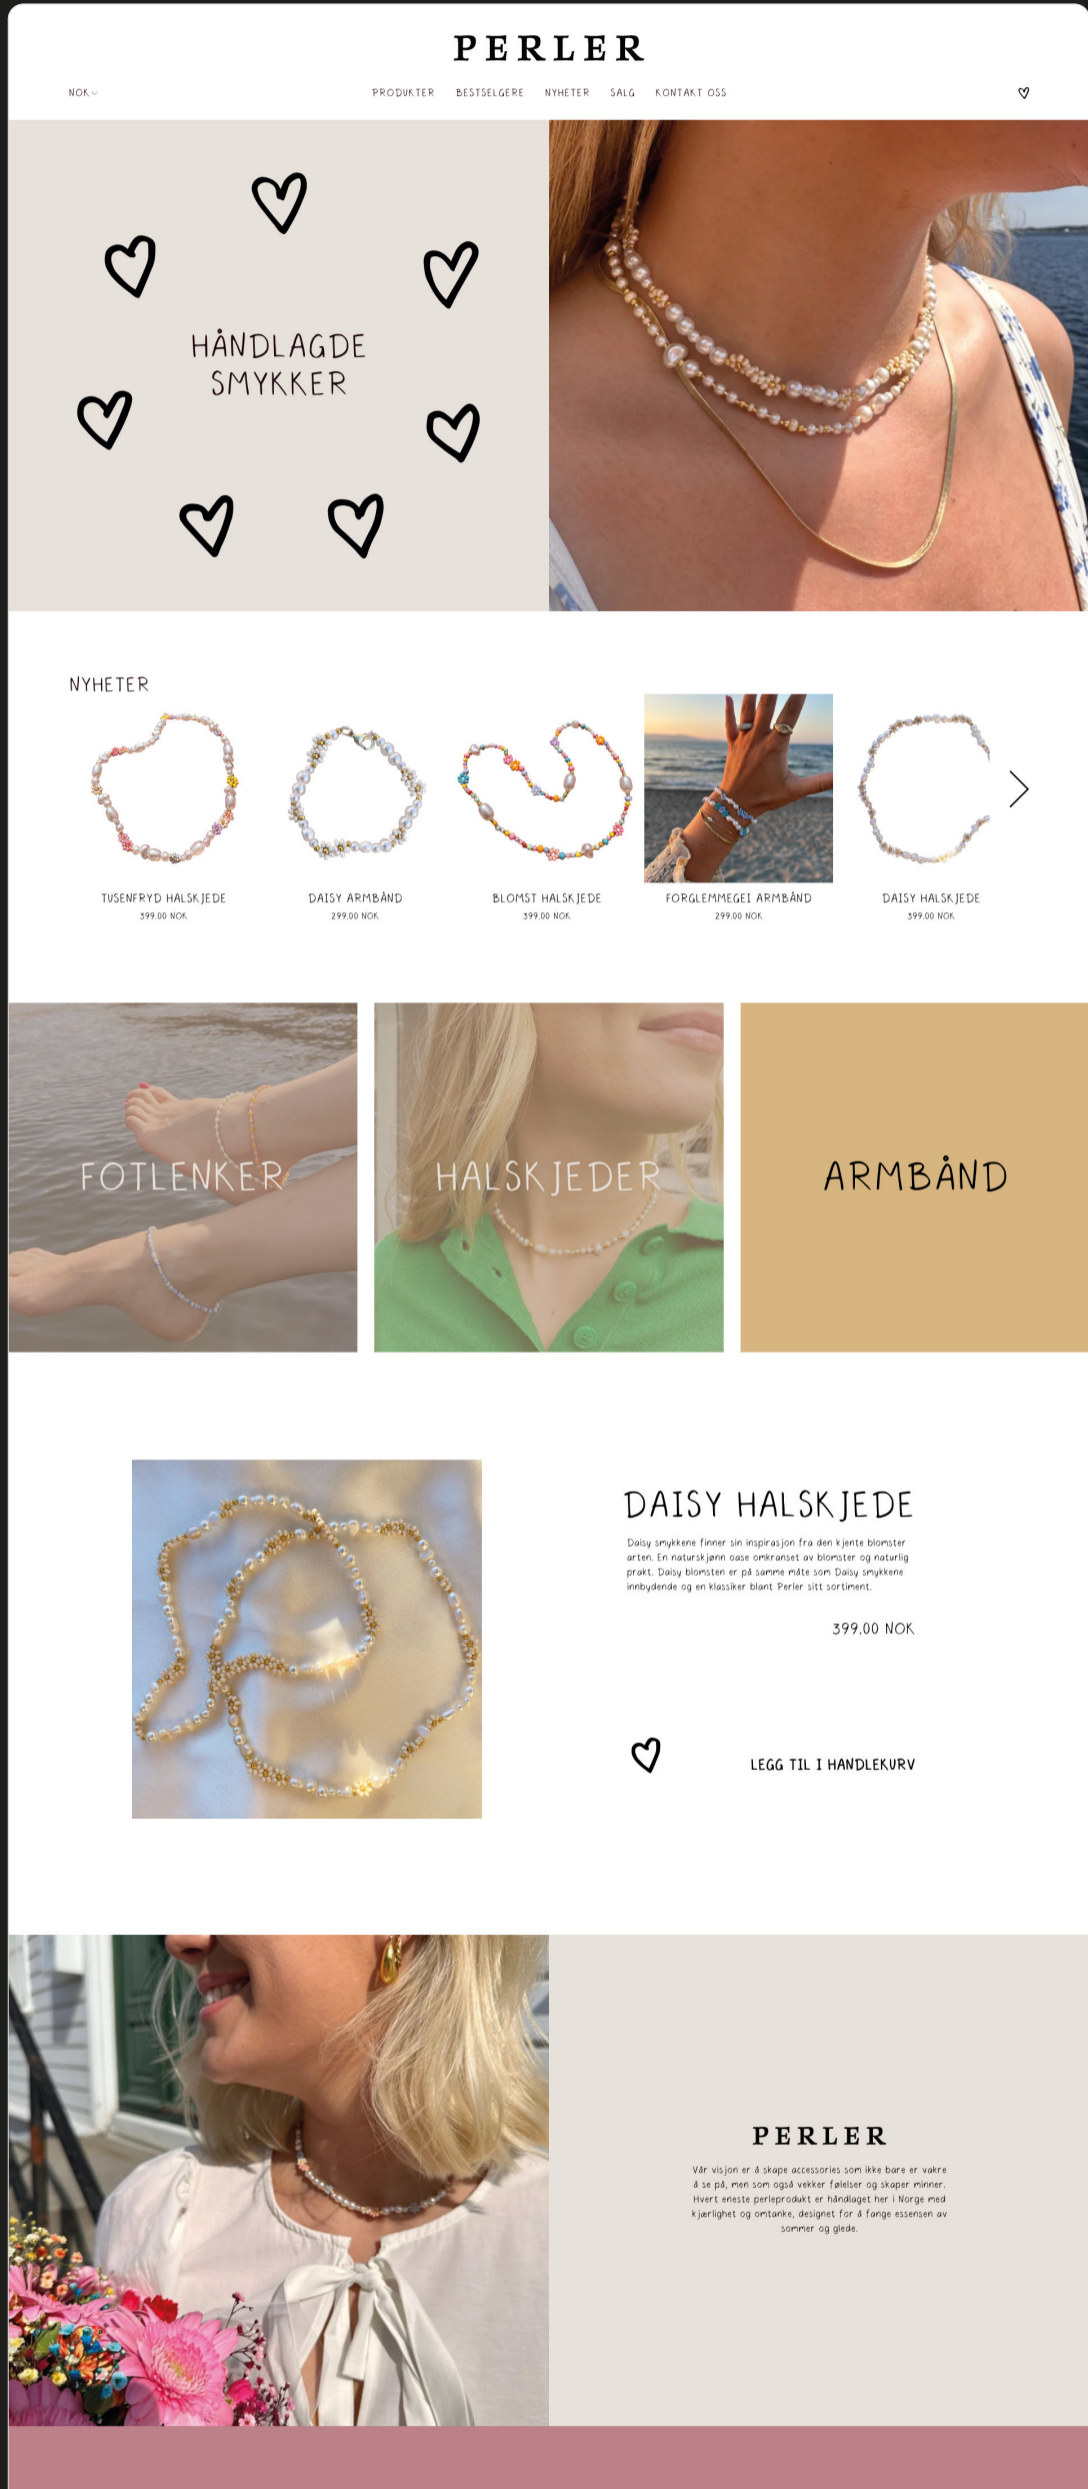 PERLER
NOK
PRODUKTER BESTSELGERE NYHETER SALG KONTAKT OSS
HÅNDLAGDE
SMYKKER
NYHETER
TUSENFRYD HALSKJEDE
399.00 NOK
DAISY ARMBÅND
299.00 NOK
BLOMST HALSKJEDE
399.00 NOK
FORGLEMMEGEI ARMBÅND
299.00 NOK
DAISY HALSKJEDE
399.00 NOK
FOTLENKER
HALSKJEDER
ARMBÅND
DAISY HALSKJEDE
Daisy smykkene finner sin inspirasjon fra den kjente blomster
arten. En naturskjønn oase omkranset av blomster og naturlig
prakt. Daisy blomsten er på samme måte som Daisy smykkene
innbydende og en klassiker blant Perler sitt sortiment.
399.00 NOK
LEGG TIL I HANDLEKURV
PERLER
Vår visjon er å skape accessories som ikke bare er vakre
å se på, men som også vekker følelser og skaper minner.
Hvert eneste perleprodukt er håndlaget her i Norge med
kjærlighet og omtanke, designet for å fange essensen av
sommer og glede.